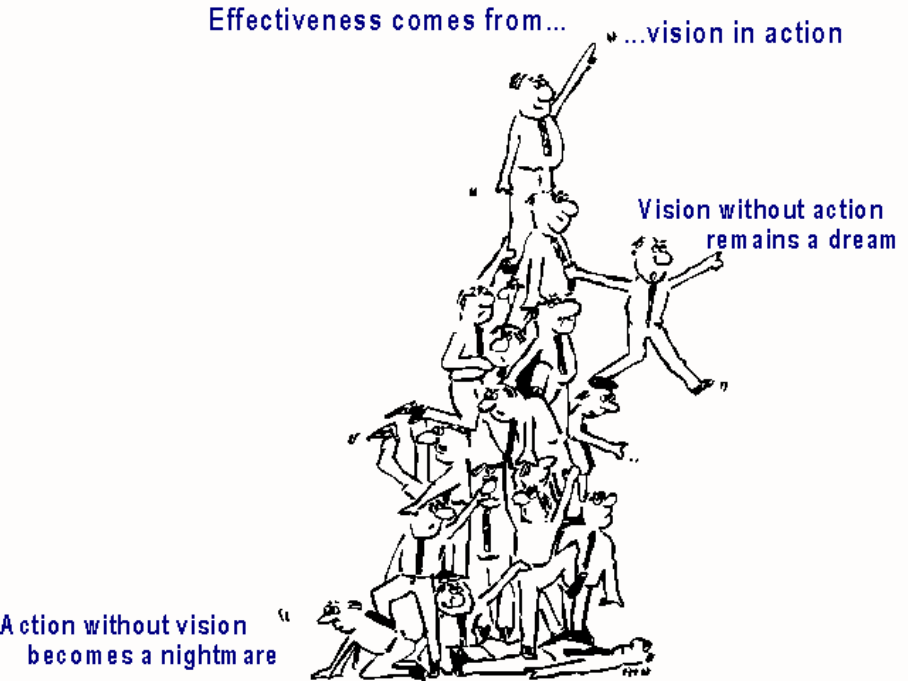 Effectiveness comes from...
...vision in action
Vision without action
remains a dream
Action without vision
becomes a nightmare